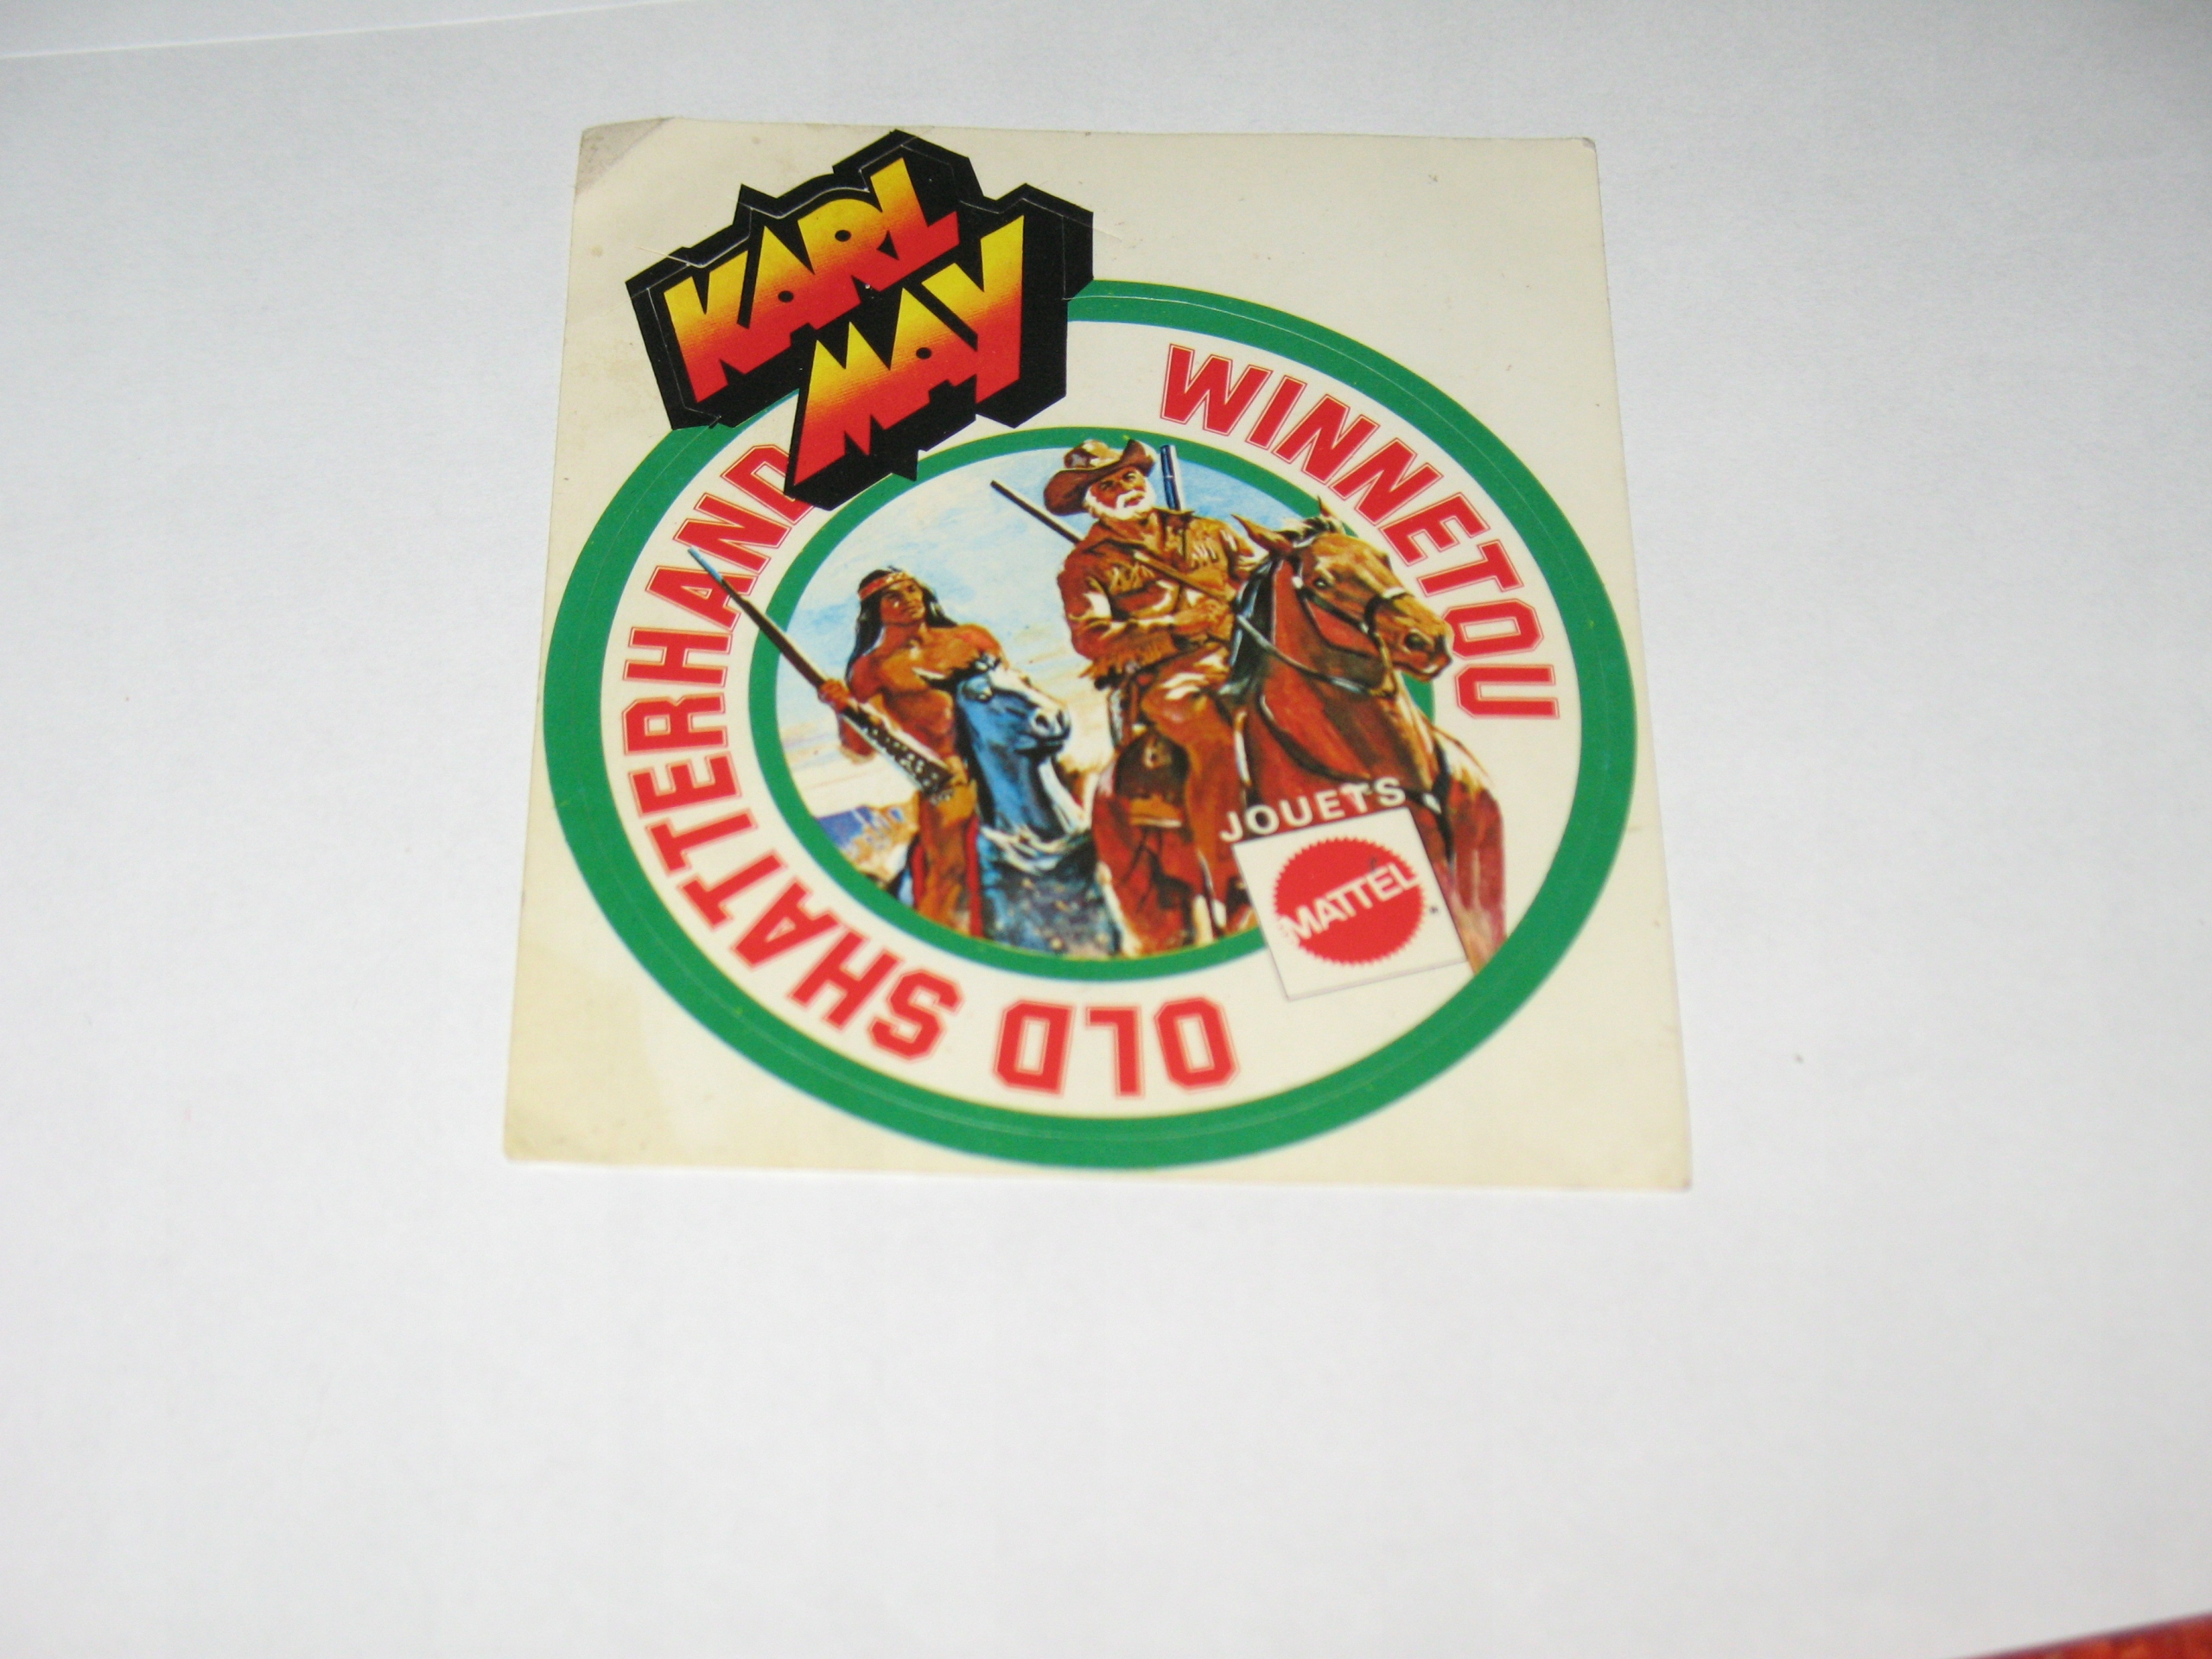 KARL
MAY
OLD SHATTERHAND
WINNETOU
JOUETS
MATTEL